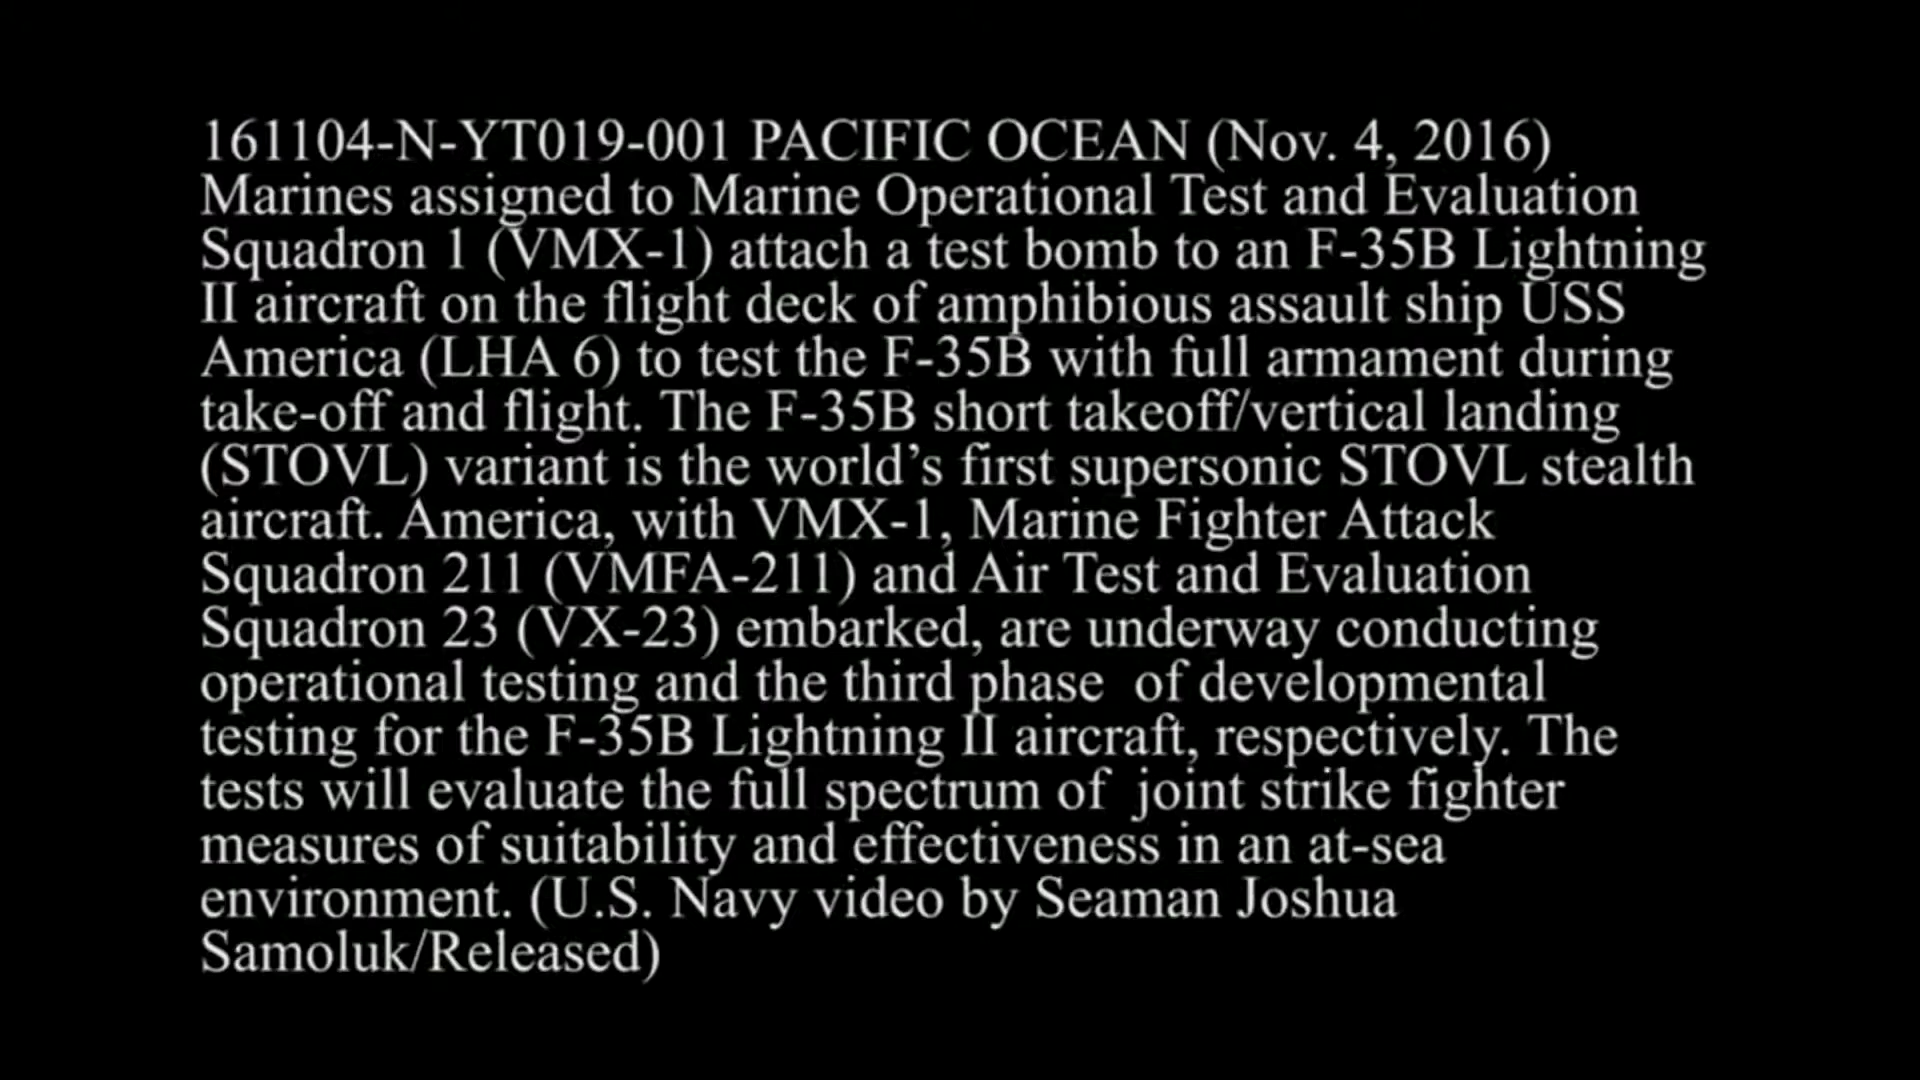 161104-N-YT019-001 PACIFIC OCEAN (Nov. 4, 2016)
Marines assigned to Marine Operational Test and Evaluation
Squadron 1 (VMX-1) attach a test bomb to an F-35B Lightning
II aircraft on the flight deck of amphibious assault ship USS
America (LHA 6) to test the F-35B with full armament during
take-off and flight. The F-35B short takeoff/vertical landing
(STOVL) variant is the world’s first supersonic STOVL stealth
aircraft. America, with VMX-1, Marine Fighter Attack
Squadron 211 (VMFA-211) and Air Test and Evaluation
Squadron 23 (VX-23) embarked, are underway conducting
operational testing and the third phase  of developmental
testing for the F-35B Lightning II aircraft, respectively. The
tests will evaluate the full spectrum of  joint strike fighter
measures of suitability and effectiveness in an at-sea
environment. (U.S. Navy video by Seaman Joshua
Samoluk/Released)